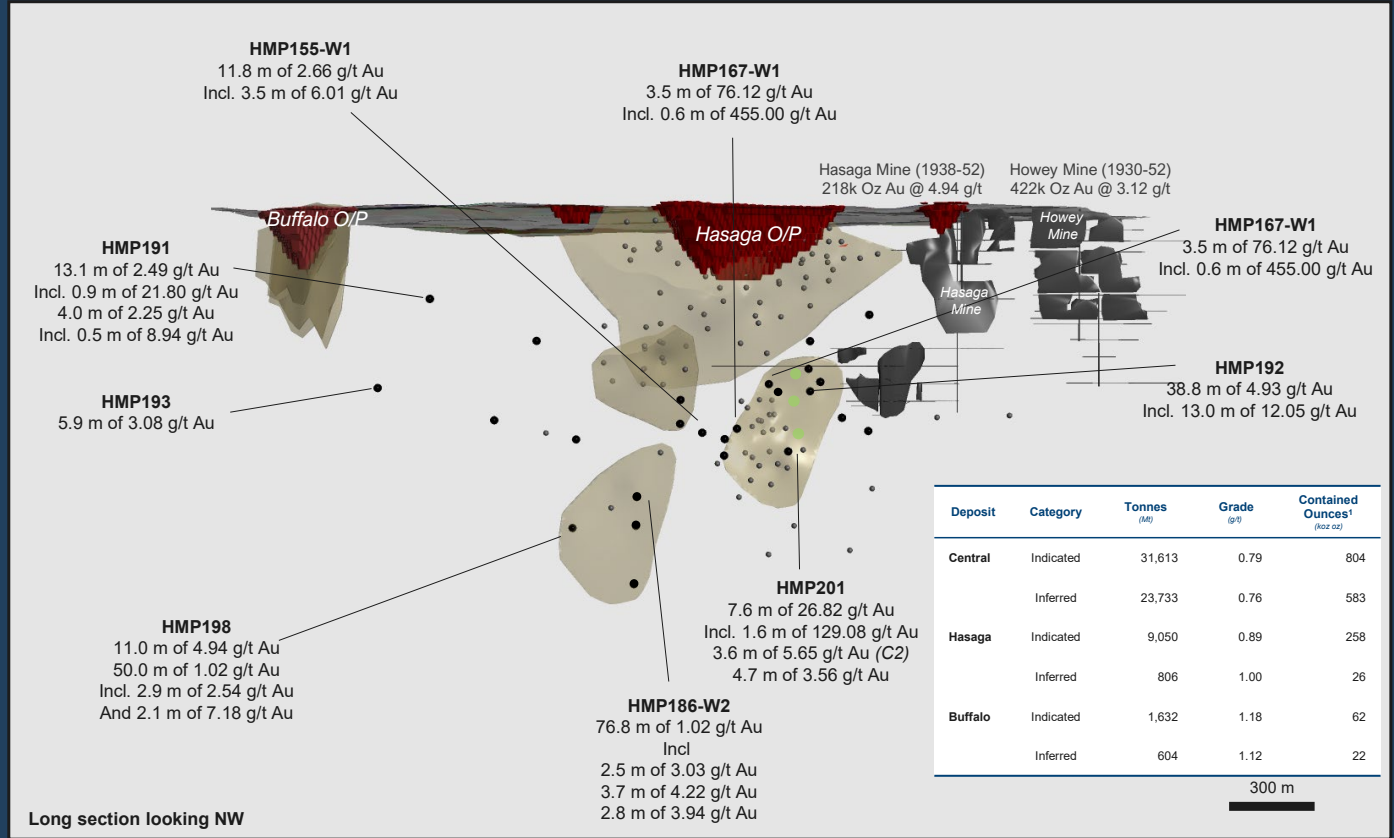 HMP155-W1
11.8 m of 2.66 g/t Au
Incl. 3.5 m of 6.01 g/t Au
HMP167-W1
3.5 m of 76.12 g/t Au
Incl. 0.6 m of 455.00 g/t Au
Hasaga Mine (1938-52)
218k Oz Au @ 4.94 g/t
Howey Mine (1930-52)
422k Oz Au @ 3.12 g/t
Buffalo O/P
Hasaga O/P
Howey
Mine
Hasaga
Mine
HMP167-W1
3.5 m of 76.12 g/t Au
Incl. 0.6 m of 455.00 g/t Au
HMP191
13.1 m of 2.49 g/t Au
Incl. 0.9 m of 21.80 g/t Au
4.0 m of 2.25 g/t Au
Incl. 0.5 m of 8.94 g/t Au
HMP193
5.9 m of 3.08 g/t Au
HMP192
38.8 m of 4.93 g/t Au
Incl. 13.0 m of 12.05 g/t Au
HMP198
11.0 m of 4.94 g/t Au
50.0 m of 1.02 g/t Au
Incl. 2.9 m of 2.54 g/t Au
And 2.1 m of 7.18 g/t Au
HMP186-W2
76.8 m of 1.02 g/t Au
Incl
2.5 m of 3.03 g/t Au
3.7 m of 4.22 g/t Au
2.8 m of 3.94 g/t Au
HMP201
7.6 m of 26.82 g/t Au
Incl. 1.6 m of 129.08 g/t Au
3.6 m of 5.65 g/t Au (C2)
4.7 m of 3.56 g/t Au
Deposit Category Tonnes (Mt) Grade (g/t) Contained Ounces¹ (koz oz)
Central Indicated 31,613 0.79 804
Inferred 23,733 0.76 583
Hasaga Indicated 9,050 0.89 258
Inferred 806 1.00 26
Buffalo Indicated 1,632 1.18 62
Inferred 604 1.12 22
300 m
Long section looking NW